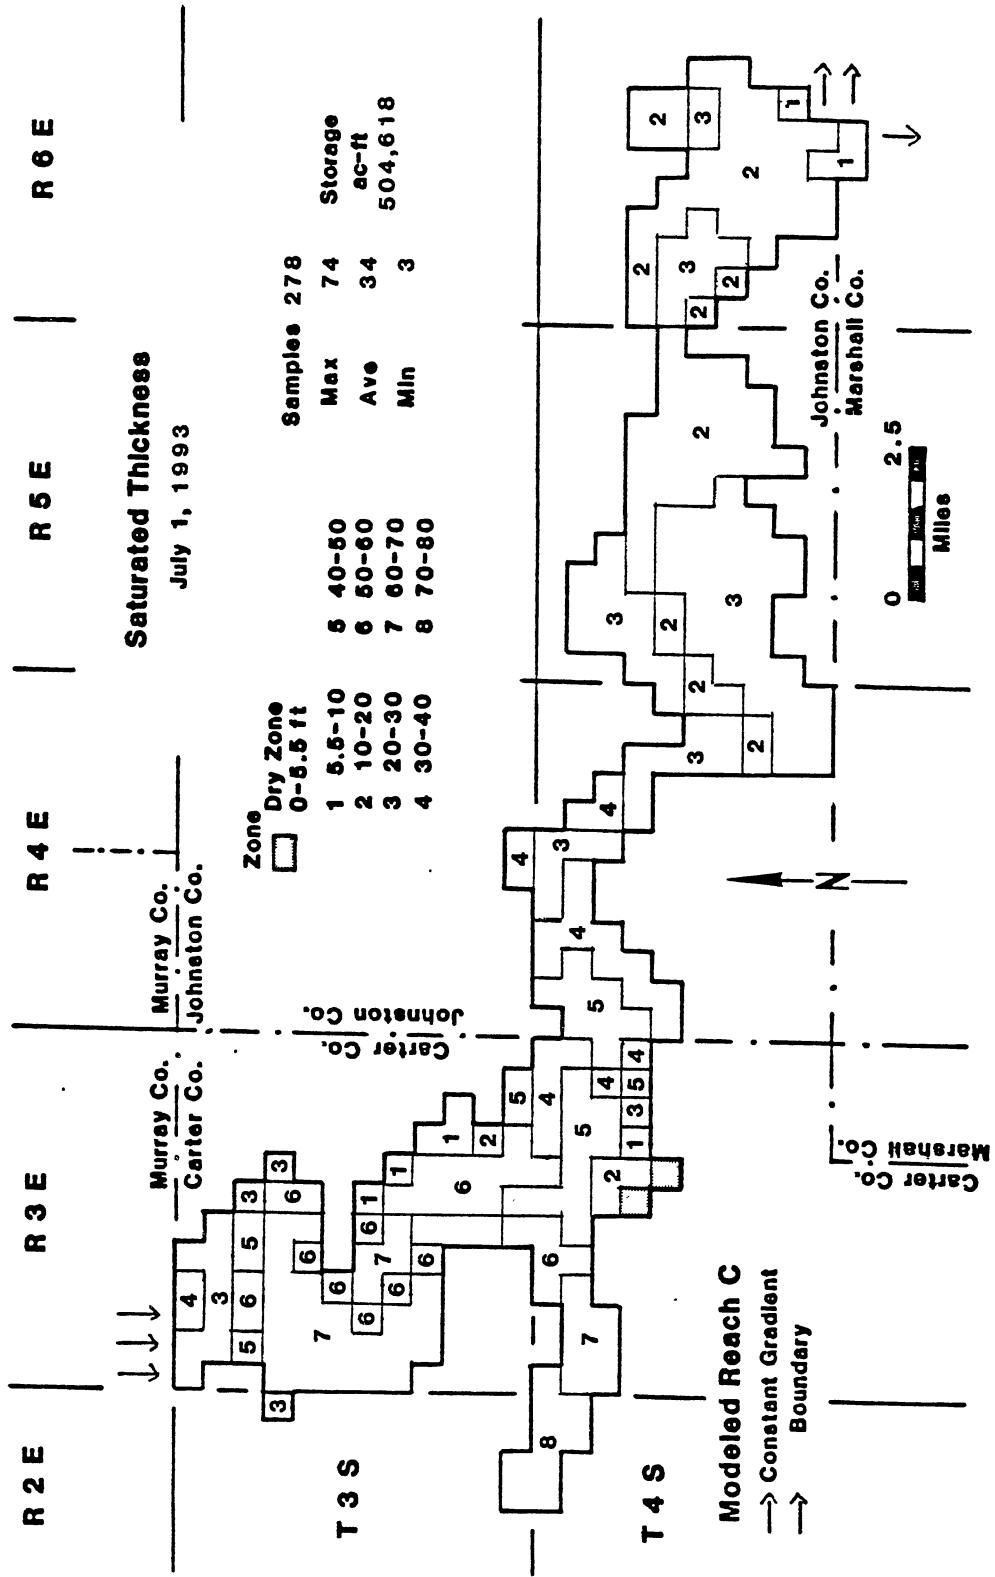 R 2 E
R 3 E
R 4 E
R 5 E
R 6 E
Saturated Thickness
July 1, 1993
Murray Co.
Carter Co.
Murray Co.
Johnston Co.
Carter Co.
Johnston Co.
Zone
Dry Zone
0-5.5 ft
1 5.5-10
2 10-20
3 20-30
4 30-40
5 40-50
6 50-60
7 60-70
8 70-80
Samples 278
Max 74
Ave 34
Min 3
Storage
ac-ft
504,618
T 3 S
T 4 S
4
3
5
6
5
3
6
3
3
7
6
6
6
6
6
6
7
1
1
6
1
2
5
4
6
5
4
4
5
3
1
2
7
8
5
4
4
3
4
3
2
2
2
3
3
2
2
3
2
2
2
3
2
1
1
Johnston Co.
Marshall Co.
Carter Co.
Marshall Co.
N
0 2.5
Miles
Modeled Reach C
Constant Gradient
Boundary